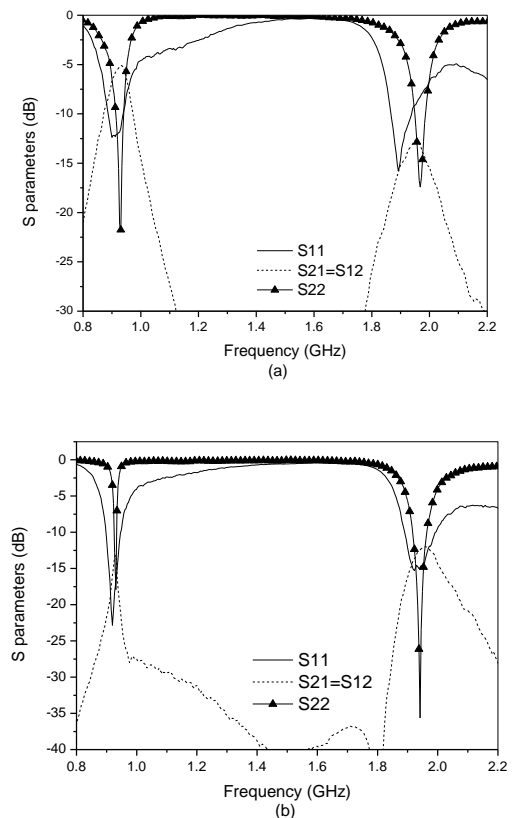 0
-5
-10
-15
-20
-25
-30
S parameters (dB)
S11
S21=S12
S22
0.8 1.0 1.2 1.4 1.6 1.8 2.0 2.2
Frequency (GHz)
(a)
0
-5
-10
-15
-20
-25
-30
-35
-40
S parameters (dB)
S11
S21=S12
S22
0.8 1.0 1.2 1.4 1.6 1.8 2.0 2.2
Frequency (GHz)
(b)